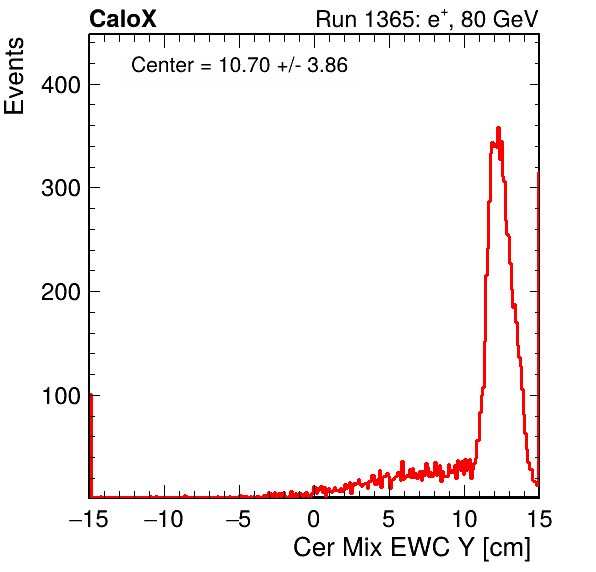 CaloX
Run 1365: e+, 80 GeV
Events
Center = 10.70 +/- 3.86
400
300
200
100
−15 −10 −5 0 5 10 15
Cer Mix EWC Y [cm]